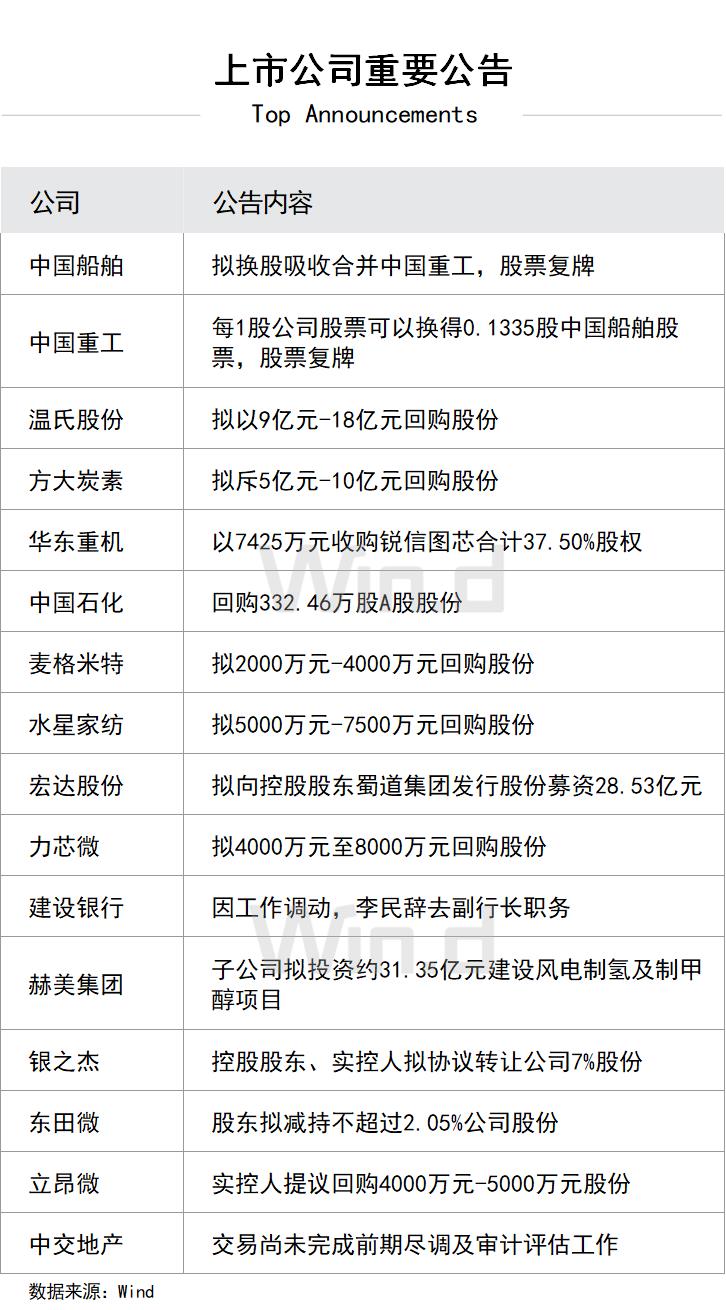 上市公司重要公告
Top Announcements
公司 公告内容
中国船舶 拟换股吸收合并中国重工，股票复牌
中国重工 每1股公司股票可以换得0.1335股中国船舶股
票，股票复牌
温氏股份 拟以9亿元-18亿元回购股份
方大炭素 拟斥5亿元-10亿元回购股份
华东重机 以7425万元收购锐信图芯合计37.50%股权
中国石化 回购332.46万股A股股份
麦格米特 拟2000万元-4000万元回购股份
水星家纺 拟5000万元-7500万元回购股份
宏达股份 拟向控股股东蜀道集团发行股份募资28.53亿元
力芯微 拟4000万元至8000万元回购股份
建设银行 因工作调动，李民辞去副行长职务
赫美集团 子公司拟投资约31.35亿元建设风电制氢及制甲
醇项目
银之杰 控股股东、实控人拟协议转让公司7%股份
东田微 股东拟减持不超过2.05%公司股份
立昂微 实控人提议回购4000万元-5000万元股份
中交地产 交易尚未完成前期尽调及审计评估工作
数据来源：Wind
Win.d
Win.d